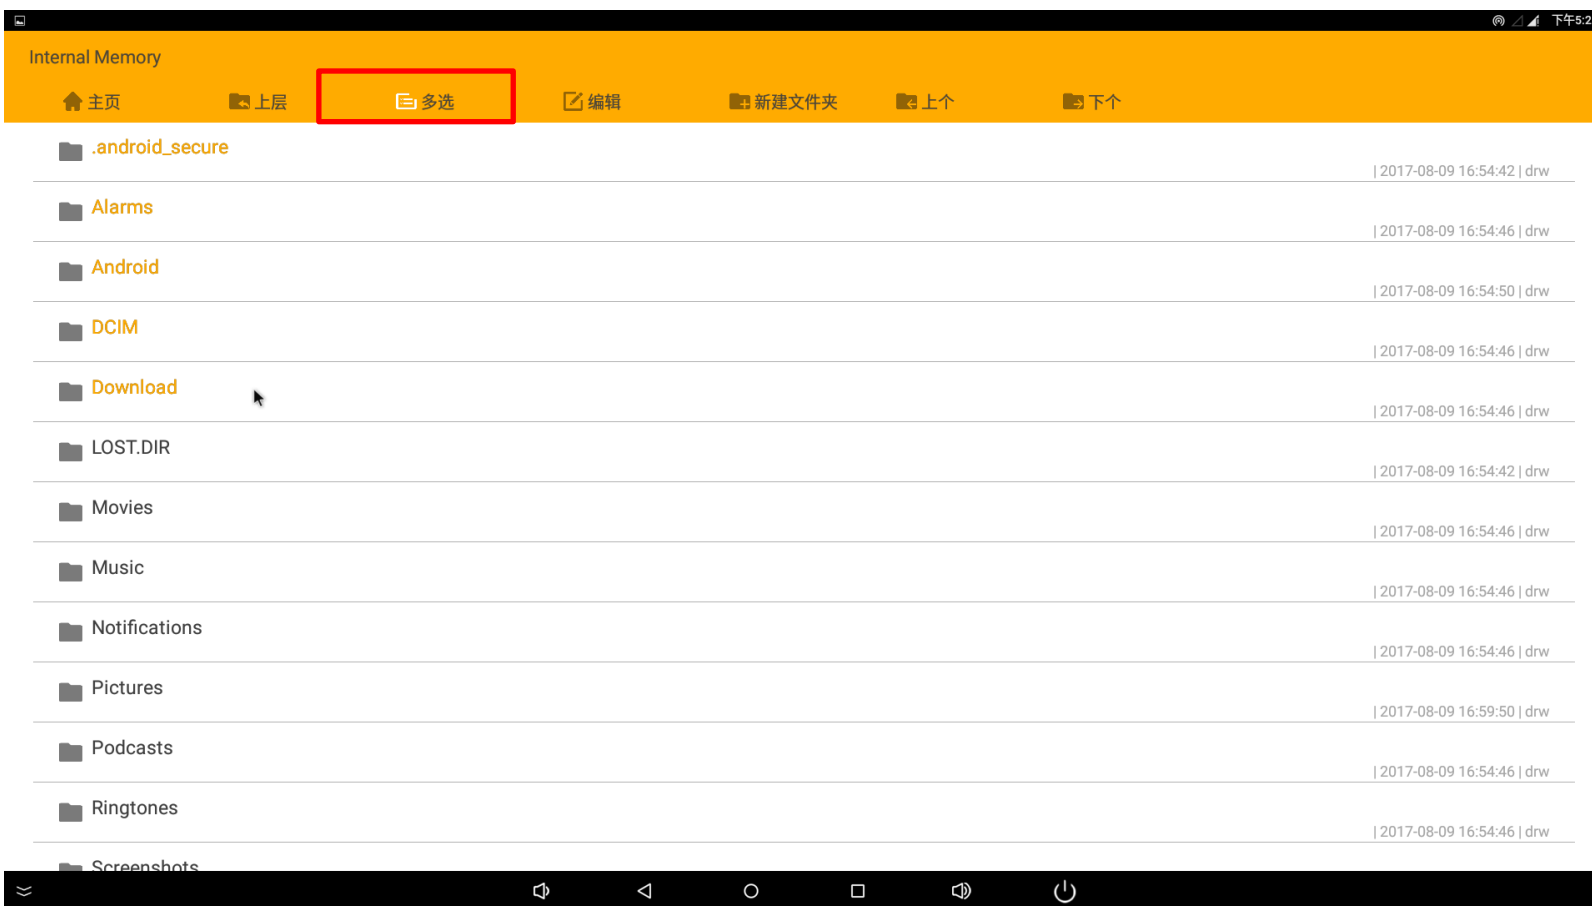 下午5:2
Internal Memory
主页 上层 多选 编辑 新建文件夹 上个 下个
.android_secure
| 2017-08-09 16:54:42 | drw
Alarms
| 2017-08-09 16:54:46 | drw
Android
| 2017-08-09 16:54:50 | drw
DCIM
| 2017-08-09 16:54:46 | drw
Download
| 2017-08-09 16:54:46 | drw
LOST.DIR
| 2017-08-09 16:54:42 | drw
Movies
| 2017-08-09 16:54:46 | drw
Music
| 2017-08-09 16:54:46 | drw
Notifications
| 2017-08-09 16:54:46 | drw
Pictures
| 2017-08-09 16:59:50 | drw
Podcasts
| 2017-08-09 16:54:46 | drw
Ringtones
| 2017-08-09 16:54:46 | drw
Screenshots